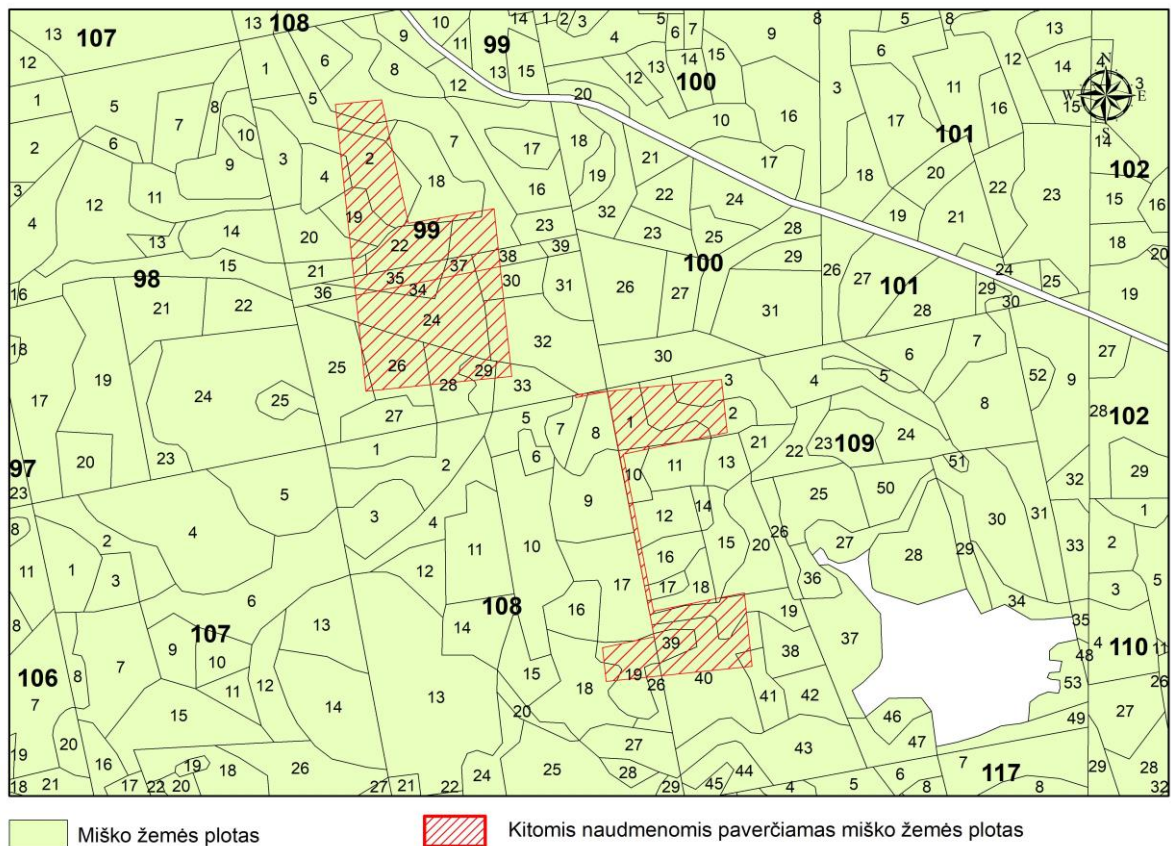 13 107 13 108 10 14 1 2 3 5 8 5 8 13
9 11 99 6 7 9 12 4 N
12 1 6 8 13 15 4 13 14 15 6 11 14 3
5 12 12 100 3 W E
1 5 8 20 16 15
7 10 7 10 17 101 16 S
2 6 9 3 2 17 18 21 17 14
4 18 16 19 22 24 18 20 22 23 102
3 12 11 15 16
4 14 19 23 32 19 21
13 20 22 99 39 23 25 28 18
15 21 37 38 100 29 26 24 25 20
98 35 30 27 101 29 19
16 21 22 36 34 31 26 27 31 28 30
24
18 19 25 26 28 29 32 30 6 7 27
33 3 4 5 52 9
17 24 25 27 5 7 8 1 2 8 28 102
97 20 23 1 2 6 21 22 23 109 24 29
23 5 10 11 13 51 32
8 4 3 4 9 12 14 25 50 30 31 1
2 11 10 16 15 20 26 27 28 29 33 2
11 1 3 12 17 17 18 36 34 3 5
8 6 108 16 19 35
107 13 14 39 38 37 4 110 11
106 8 7 9 10 15 19 26 40 48 26
7 11 12 14 13 18 41 42 53 27
15 20 46 49
19 20 16 19 18 26 27 43 47 7
18 21 17 22 20 27 21 22 24 25 28 29 45 44 4 5 6 8 117 8 29 28 32
Miško žemės plotas
Kitomis naudmenomis paverčiamas miško žemės plotas